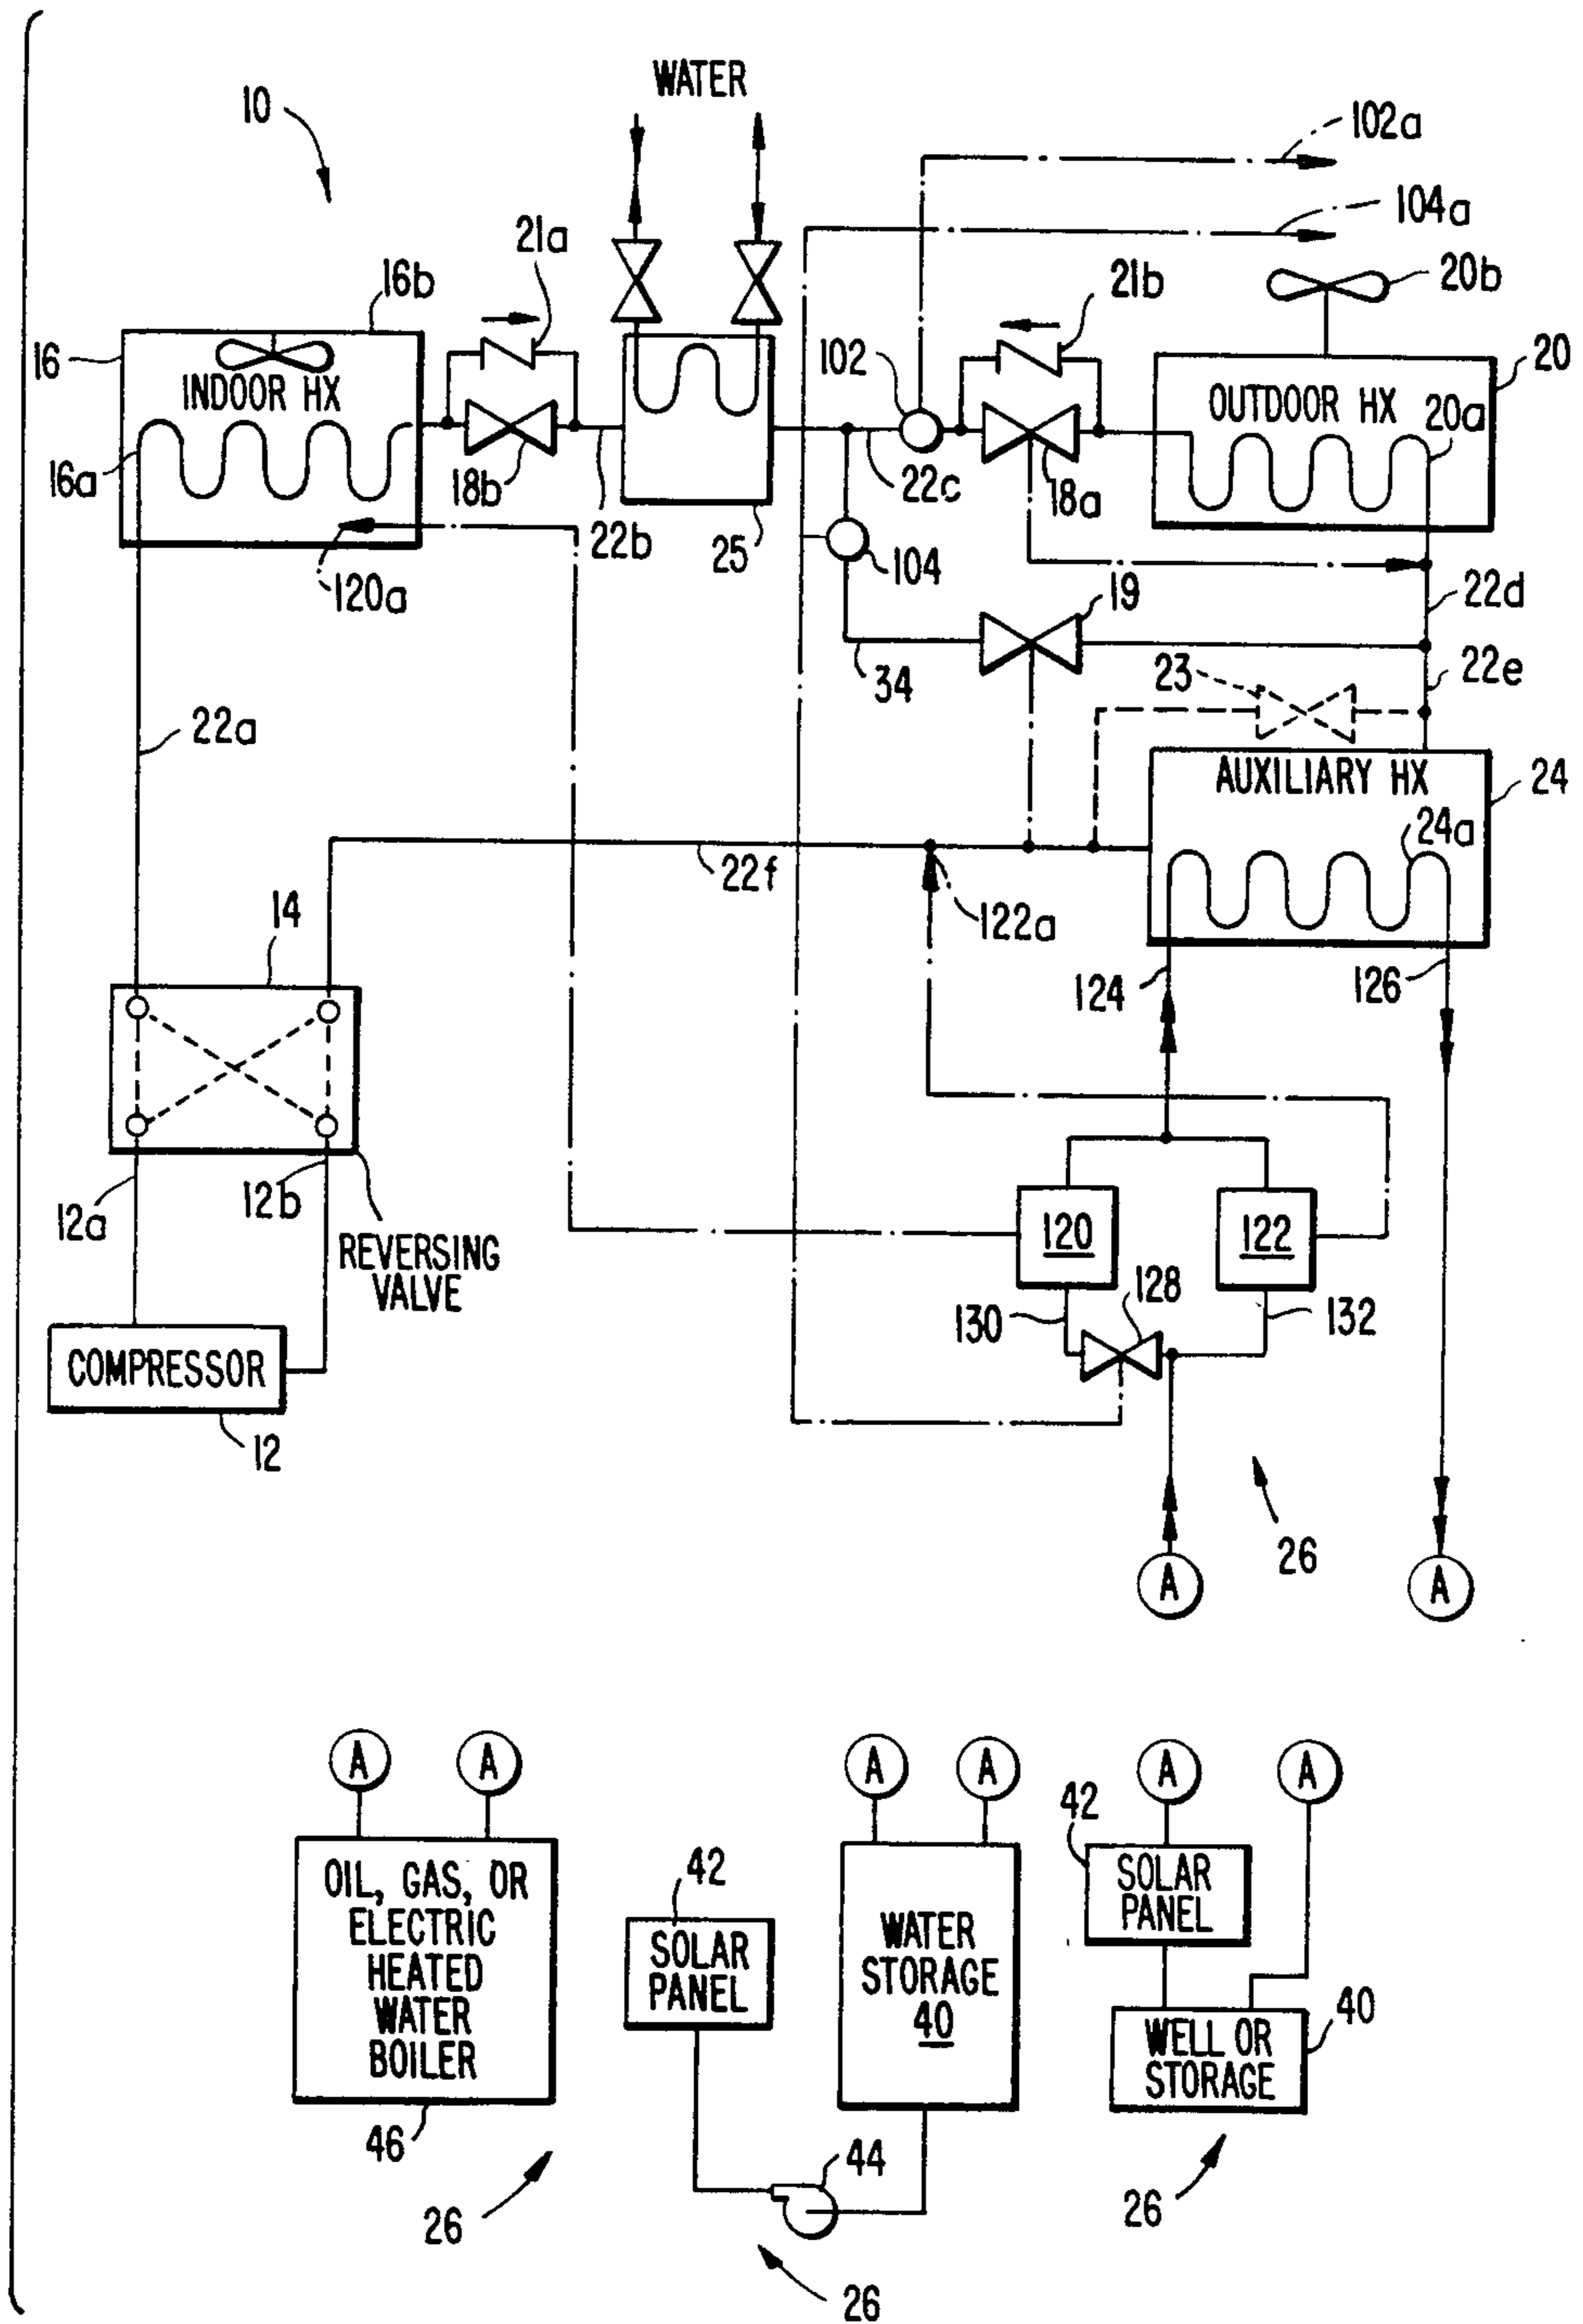 WATER
10
102a
104a
21a
16b
21b
20b
16
INDOOR HX
102
20
OUTDOOR HX
20a
16a
18b
22b
25
22c
18a
120a
104
19
22d
34
23
22e
22a
AUXILIARY HX
24
24a
22f
122a
14
124
126
12a
12b
REVERSING
VALVE
120
122
128
130
132
COMPRESSOR
12
26
A
A
A
A
A
A
A
A
OIL, GAS, OR
ELECTRIC
HEATED
WATER
BOILER
46
26
42
SOLAR
PANEL
WATER
STORAGE
40
44
26
42
SOLAR
PANEL
40
WELL OR
STORAGE
26